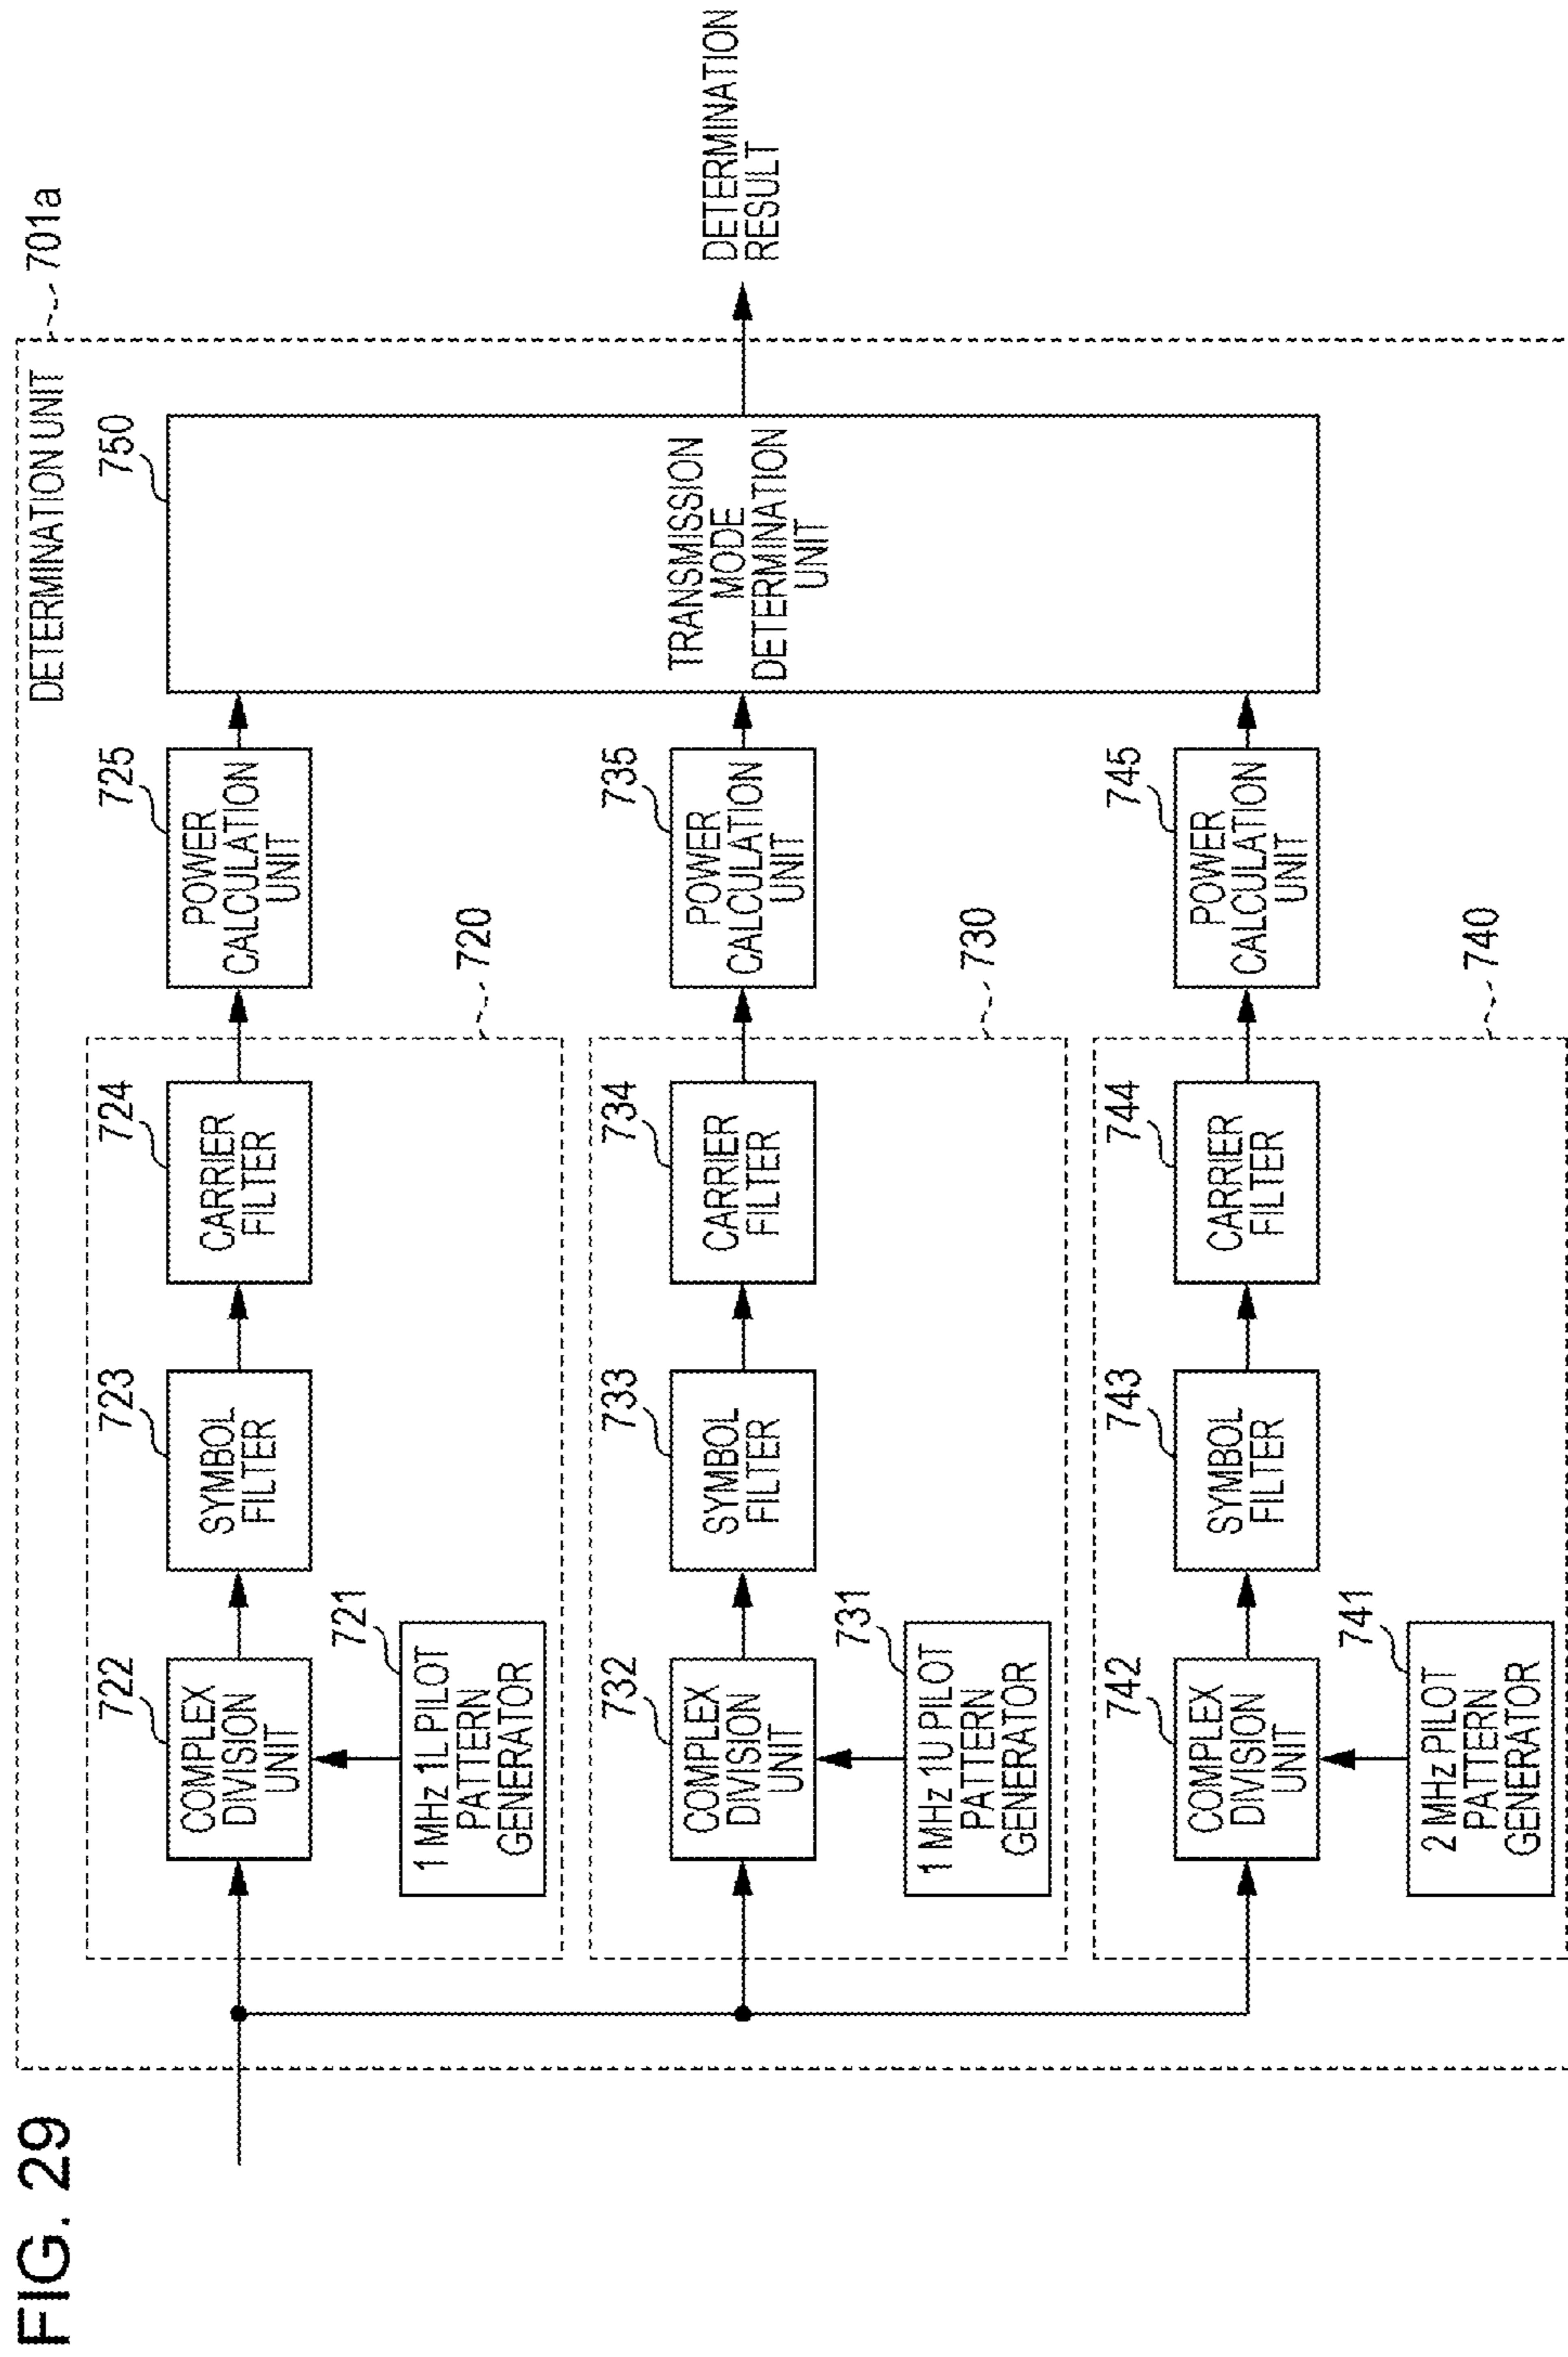 FIG. 29
DETERMINATION UNIT
701a
722
COMPLEX
DIVISION
UNIT
723
SYMBOL
FILTER
724
CARRIER
FILTER
725
POWER
CALCULATION
UNIT
721
1 MHz 1L PILOT
PATTERN
GENERATOR
720
732
COMPLEX
DIVISION
UNIT
733
SYMBOL
FILTER
734
CARRIER
FILTER
735
POWER
CALCULATION
UNIT
731
1 MHz 1U PILOT
PATTERN
GENERATOR
730
742
COMPLEX
DIVISION
UNIT
743
SYMBOL
FILTER
744
CARRIER
FILTER
745
POWER
CALCULATION
UNIT
741
2 MHz PILOT
PATTERN
GENERATOR
740
750
TRANSMISSION
MODE
DETERMINATION
UNIT
DETERMINATION
RESULT